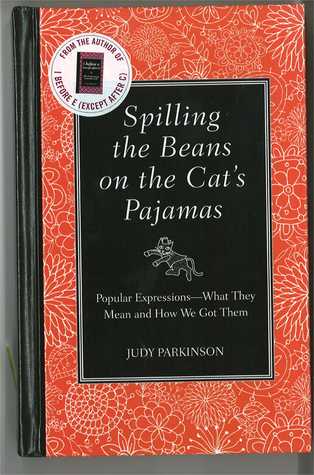 FROM THE AUTHOR OF
I BEFORE E (EXCEPT AFTER C)
Spilling
the Beans
on the Cat's
Pajamas
Popular Expressions—What They
Mean and How We Got Them
JUDY PARKINSON